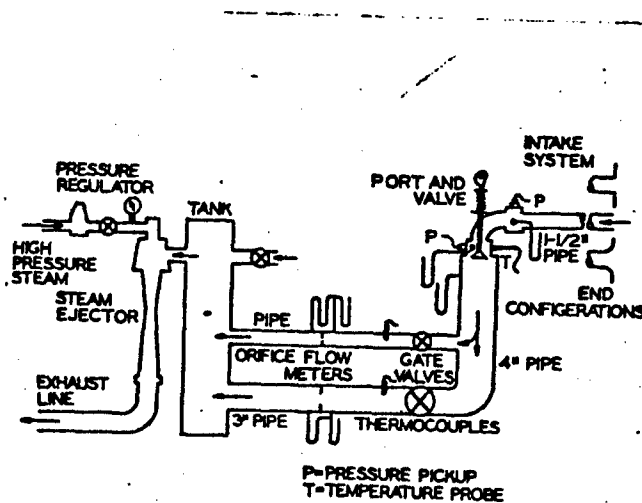 INTAKE
SYSTEM
PRESSURE
REGULATOR
PORT AND
VALVE
P
TANK
P
1-1/2"
PIPE
HIGH
PRESSURE
STEAM
STEAM
EJECTOR
END
CONFIGERATIONS
PIPE
ORIFICE FLOW
METERS
GATE
VALVES
4" PIPE
EXHAUST
LINE
3" PIPE
THERMOCOUPLES
P=PRESSURE PICKUP
T=TEMPERATURE PROBE